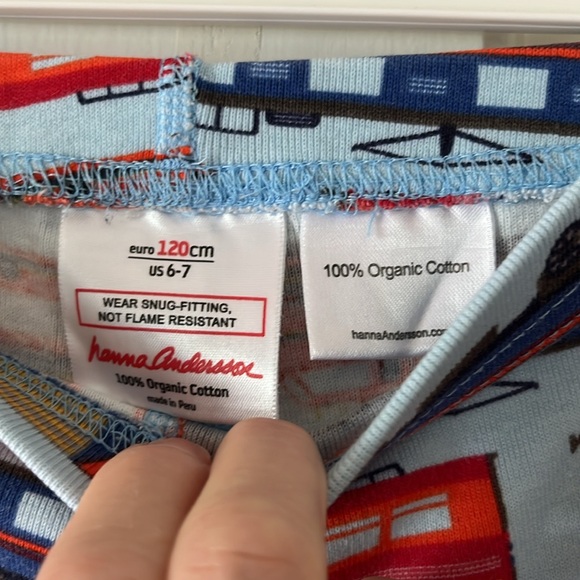 euro 120cm
US 6-7
WEAR SNUG-FITTING,
NOT FLAME RESISTANT
hanna Andersson
100% Organic Cotton
made in Peru
100% Organic Cotton
hannaAndersson.com